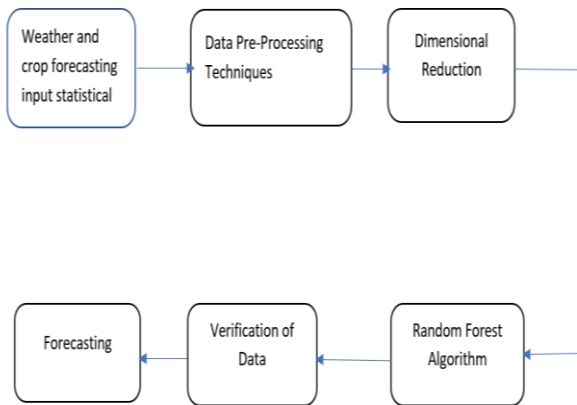 Weather and
crop forecasting
input statistical
Data Pre-Processing
Techniques
Dimensional
Reduction
Forecasting
Verification of
Data
Random Forest
Algorithm